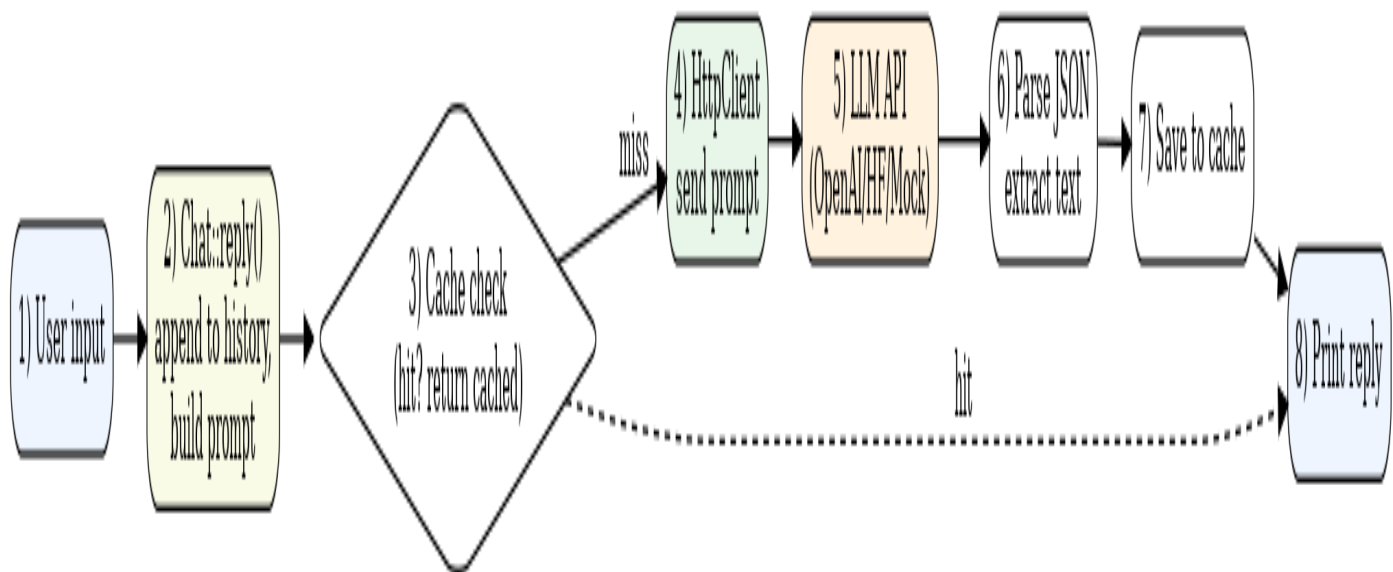 1) User input
2) Chat::reply()
append to history,
build prompt
3) Cache check
(hit? return cached)
miss
4) HttpClient
send prompt
5) LLM API
(OpenAI/HF/Mock)
6) Parse JSON
extract text
7) Save to cache
hit
8) Print reply